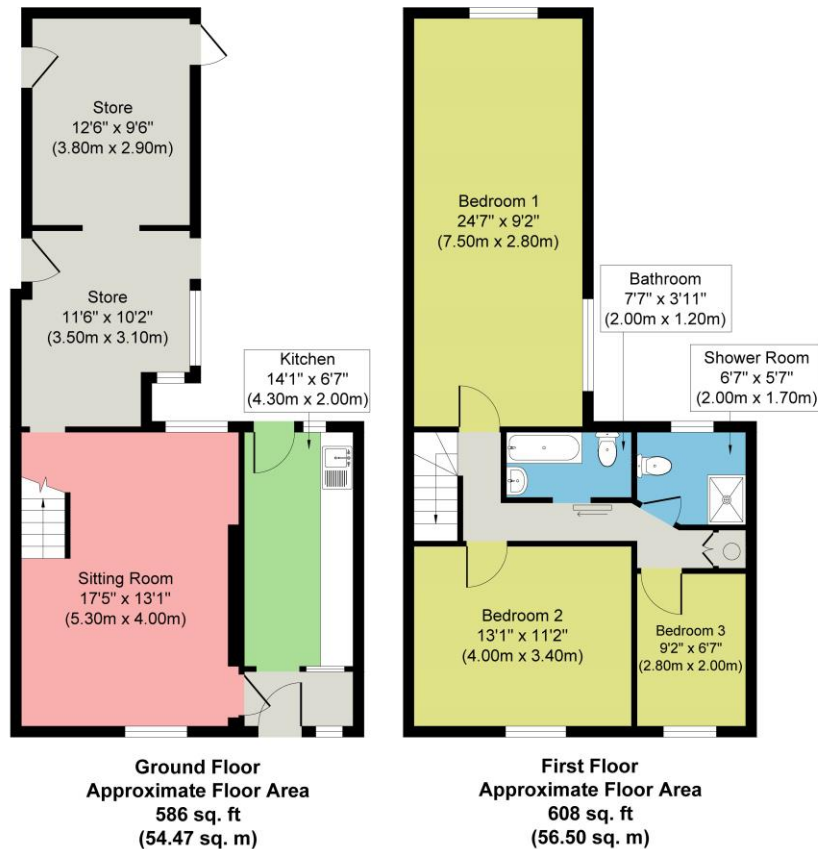 Store
12'6" x 9'6"
(3.80m x 2.90m)
Store
11'6" x 10'2"
(3.50m x 3.10m)
Kitchen
14'1" x 6'7"
(4.30m x 2.00m)
Sitting Room
17'5" x 13'1"
(5.30m x 4.00m)
Ground Floor
Approximate Floor Area
586 sq. ft
(54.47 sq. m)
Bedroom 1
24'7" x 9'2"
(7.50m x 2.80m)
Bathroom
7'7" x 3'11"
(2.00m x 1.20m)
Shower Room
6'7" x 5'7"
(2.00m x 1.70m)
Bedroom 2
13'1" x 11'2"
(4.00m x 3.40m)
Bedroom 3
9'2" x 6'7"
(2.80m x 2.00m)
First Floor
Approximate Floor Area
608 sq. ft
(56.50 sq. m)